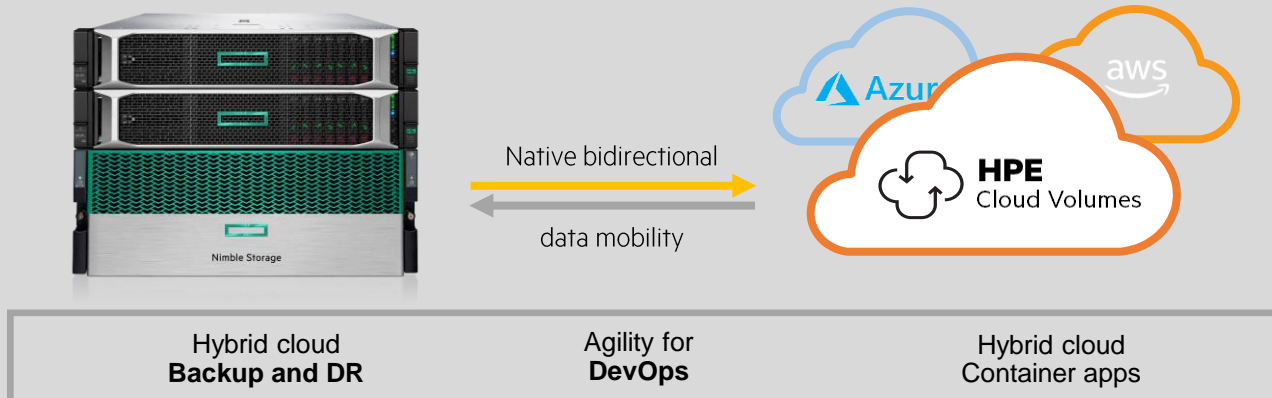 Azur
aws
Native bidirectional
HPE
Cloud Volumes
data mobility
Nimble Storage
Hybrid cloud
Backup and DR
Agility for
DevOps
Hybrid cloud
Container apps